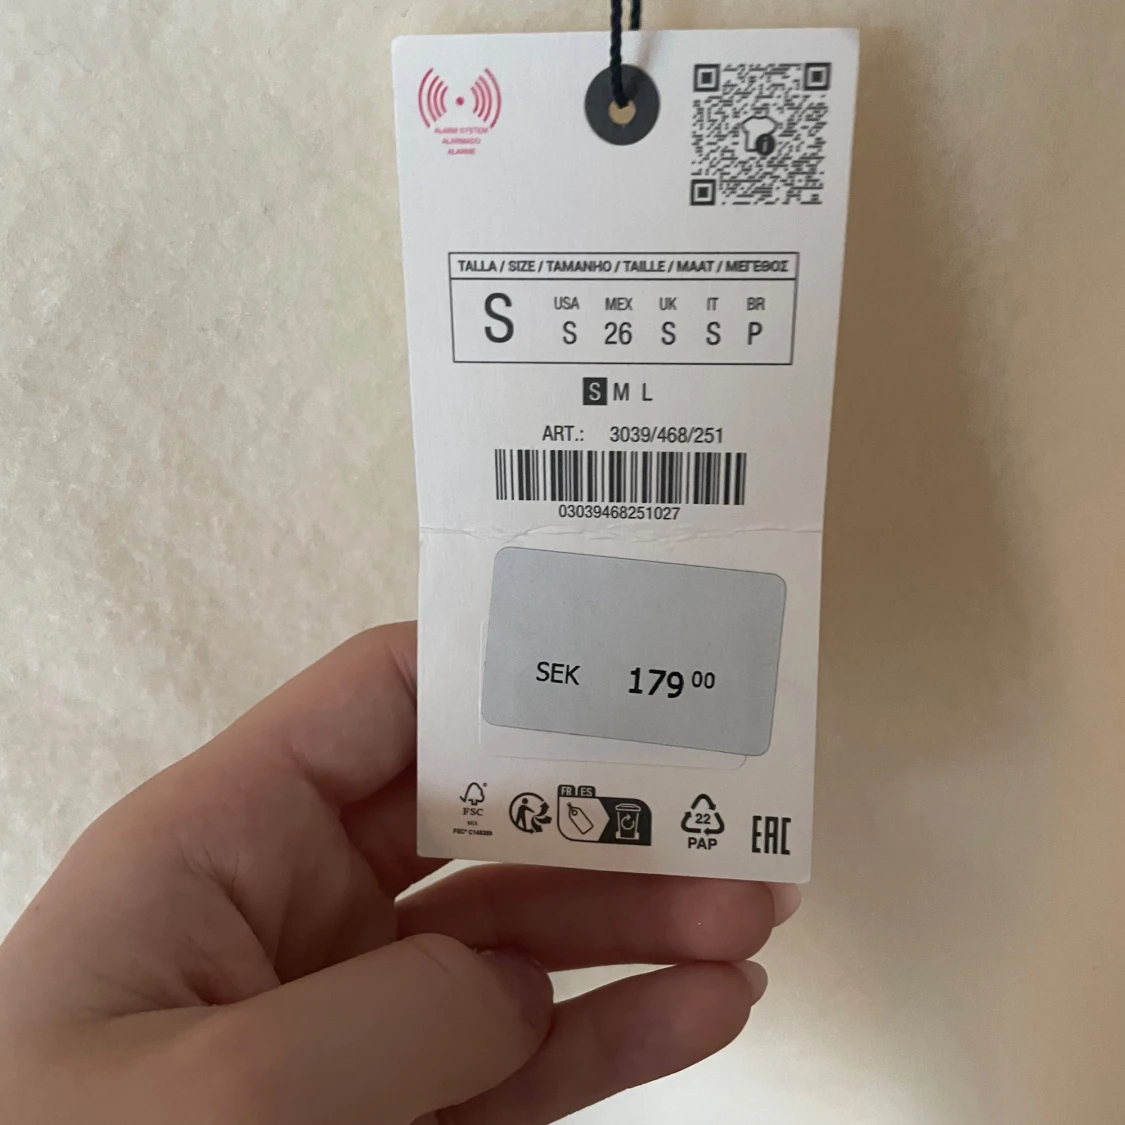 ALARM SYSTEM
ALARMADO
ALARME
TALLA / SIZE / TAMANHO / TAILLE / MAAT / ΜΕΓΕΘΟΣ
S
USA MEX UK IT BR
S 26 S S P
S M L
ART.: 3039/468/251
03039468251027
SEK 179 00
FSC
MIX
FR ES
22
PAP
EAC